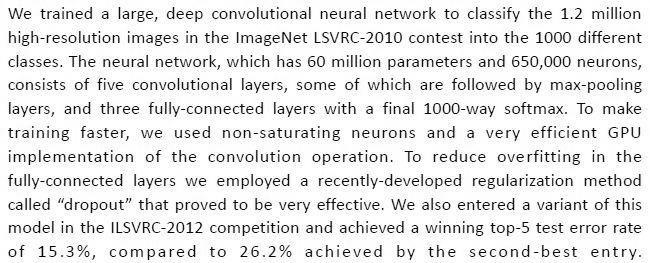 We trained a large, deep convolutional neural network to classify the 1.2 million
high-resolution images in the ImageNet LSVRC-2010 contest into the 1000 different
classes. The neural network, which has 60 million parameters and 650,000 neurons,
consists of five convolutional layers, some of which are followed by max-pooling
layers, and three fully-connected layers with a final 1000-way softmax. To make
training faster, we used non-saturating neurons and a very efficient GPU
implementation of the convolution operation. To reduce overfitting in the
fully-connected layers we employed a recently-developed regularization method
called “dropout” that proved to be very effective. We also entered a variant of this
model in the ILSVRC-2012 competition and achieved a winning top-5 test error rate
of 15.3%, compared to 26.2% achieved by the second-best entry.